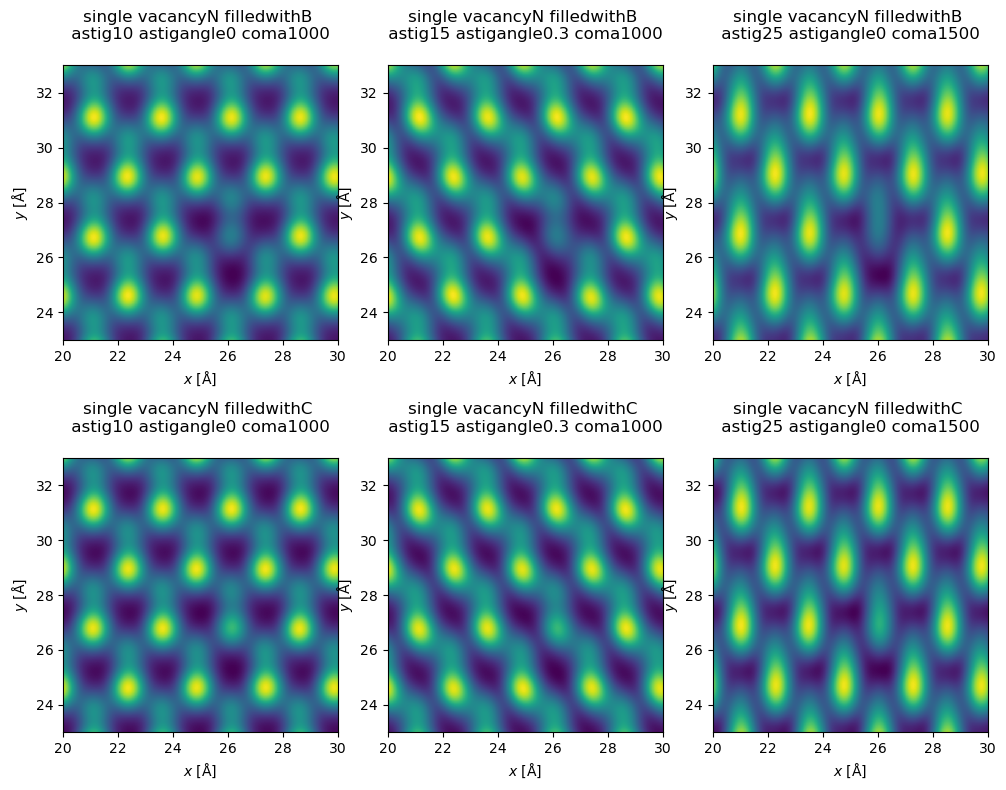 single vacancyN filledwithB
astig10 astigangle0 coma1000
single vacancyN filledwithB
astig15 astigangle0.3 coma1000
single vacancyN filledwithB
astig25 astigangle0 coma1500
32
30
28
26
24
y [Å]
20 22 24 26 28 30
x [Å]
32
30
28
26
24
y [Å]
20 22 24 26 28 30
x [Å]
32
30
28
26
24
y [Å]
20 22 24 26 28 30
x [Å]
single vacancyN filledwithC
astig10 astigangle0 coma1000
single vacancyN filledwithC
astig15 astigangle0.3 coma1000
single vacancyN filledwithC
astig25 astigangle0 coma1500
32
30
28
26
24
y [Å]
20 22 24 26 28 30
x [Å]
32
30
28
26
24
y [Å]
20 22 24 26 28 30
x [Å]
32
30
28
26
24
y [Å]
20 22 24 26 28 30
x [Å]